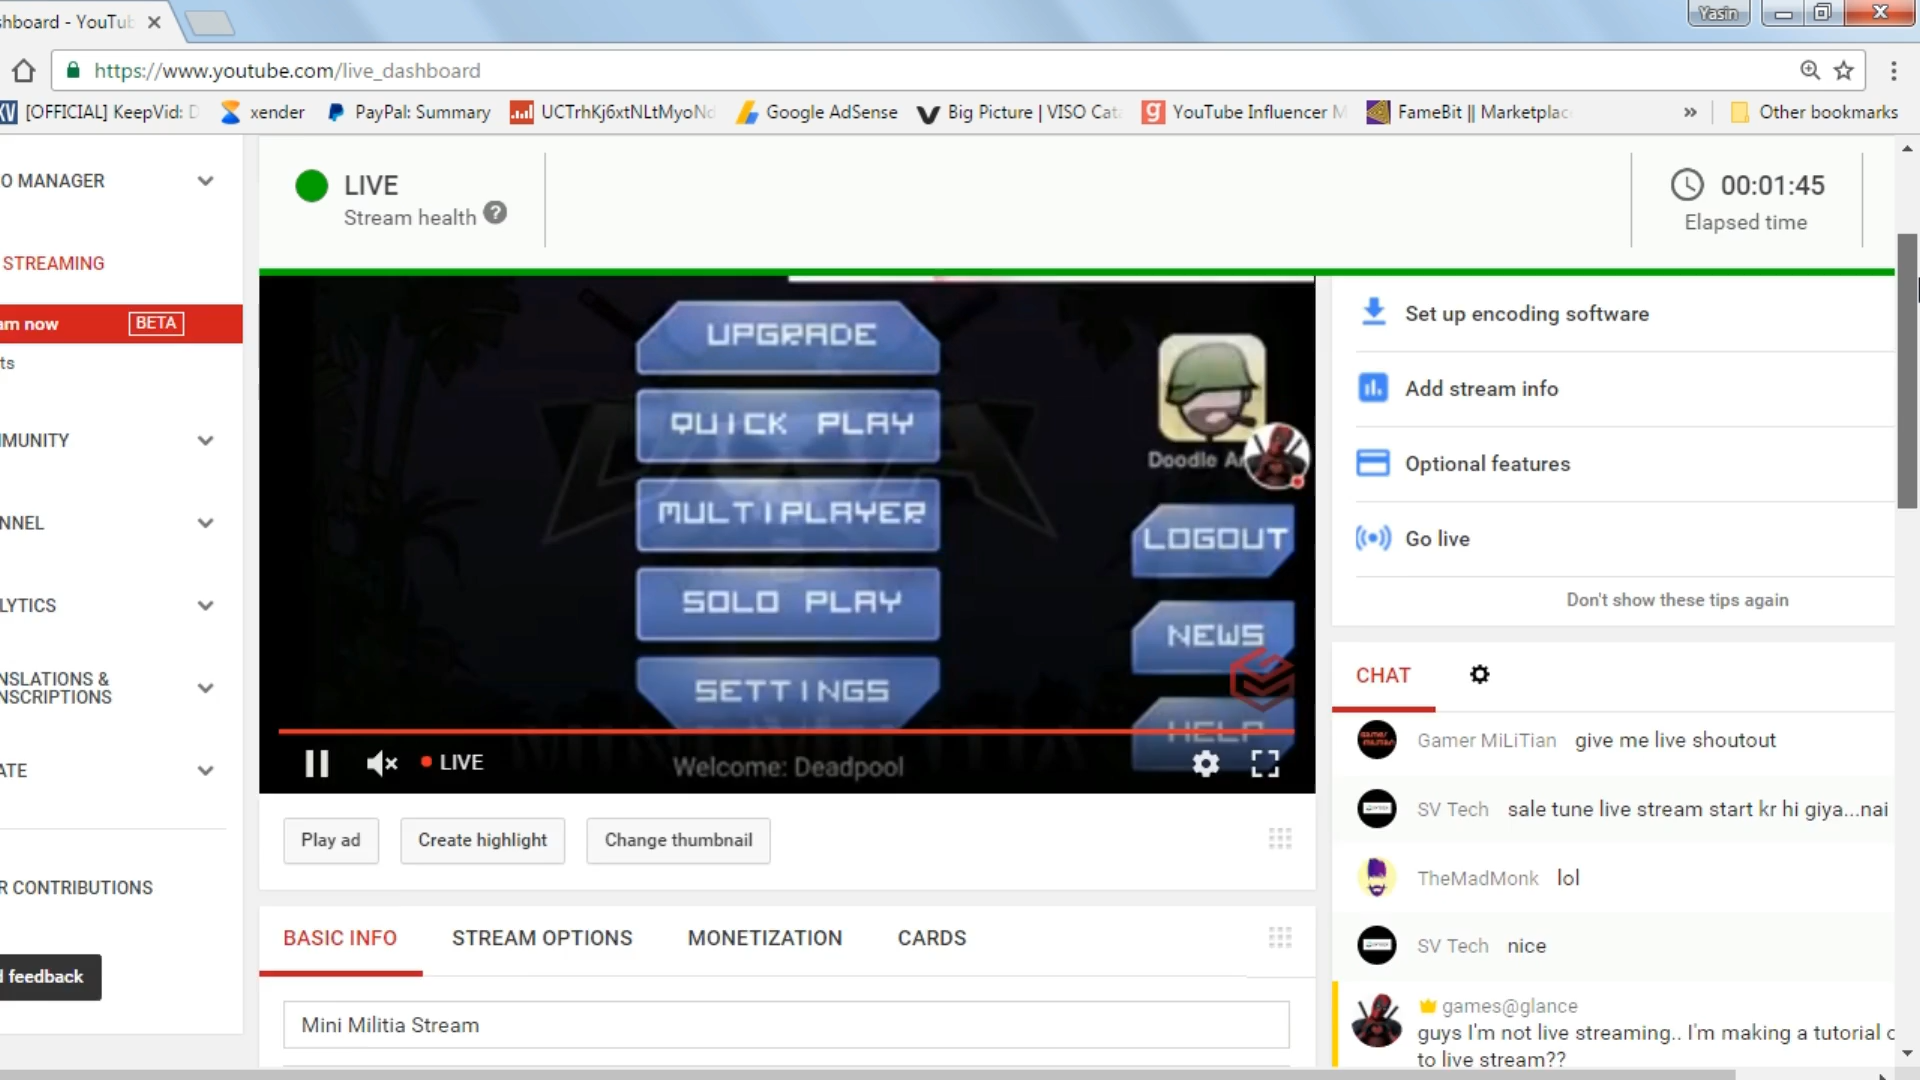 shboard - YouTub
Yasin
https://www.youtube.com/live_dashboard
[OFFICIAL] KeepVid: D
xender
PayPal: Summary
UCTrhKj6xtNLtMyoNd
Google AdSense
Big Picture | VISO Cata
YouTube Influencer M
FameBit || Marketplac
»
Other bookmarks
O MANAGER
STREAMING
am now
BETA
ts
MMUNITY
NNEL
LYTICS
NSLATIONS &
NSCRIPTIONS
ATE
R CONTRIBUTIONS
d feedback
LIVE
Stream health ?
00:01:45
Elapsed time
UPGRADE
QUICK PLAY
MULTIPLAYER
SOLO PLAY
SETTINGS
Doodle Ar
LOGOUT
NEWS
HELP
LIVE
Welcome: Deadpool
Play ad
Create highlight
Change thumbnail
BASIC INFO
STREAM OPTIONS
MONETIZATION
CARDS
Mini Militia Stream
Set up encoding software
Add stream info
Optional features
Go live
Don't show these tips again
CHAT
Gamer MiLiTian give me live shoutout
SV Tech sale tune live stream start kr hi giya...nai
TheMadMonk lol
SV Tech nice
games@glance
guys I'm not live streaming.. I'm making a tutorial
to live stream??